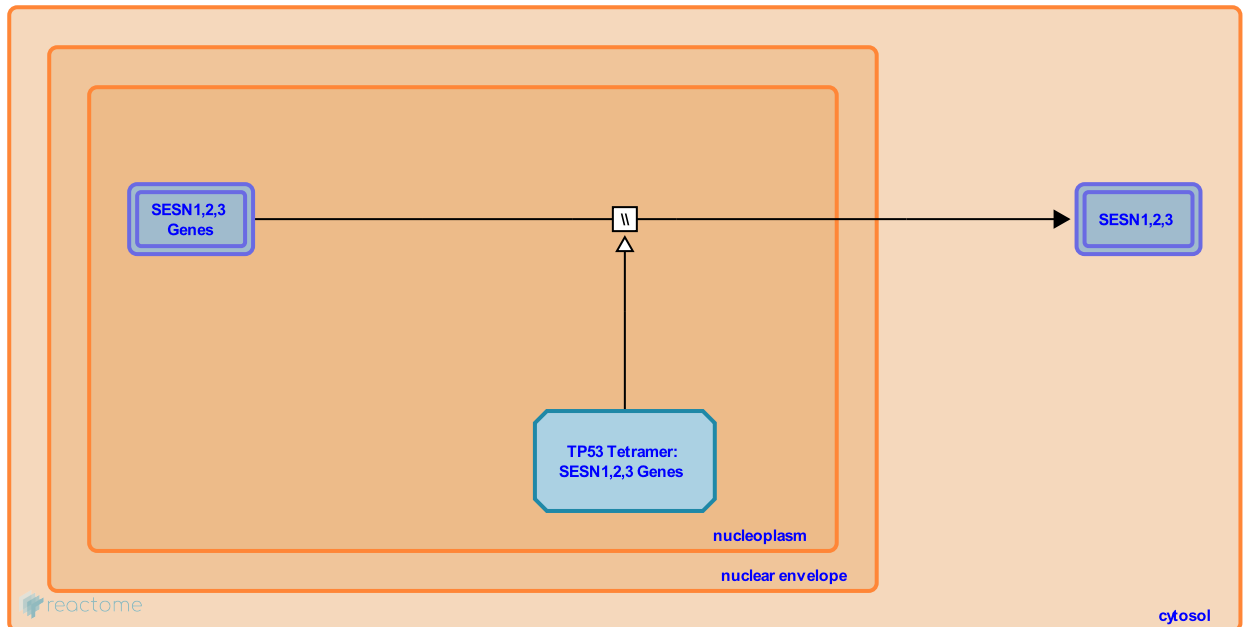 SESN1,2,3
Genes
\\
SESN1,2,3
TP53 Tetramer:
SESN1,2,3 Genes
nucleoplasm
nuclear envelope
reactome
cytosol